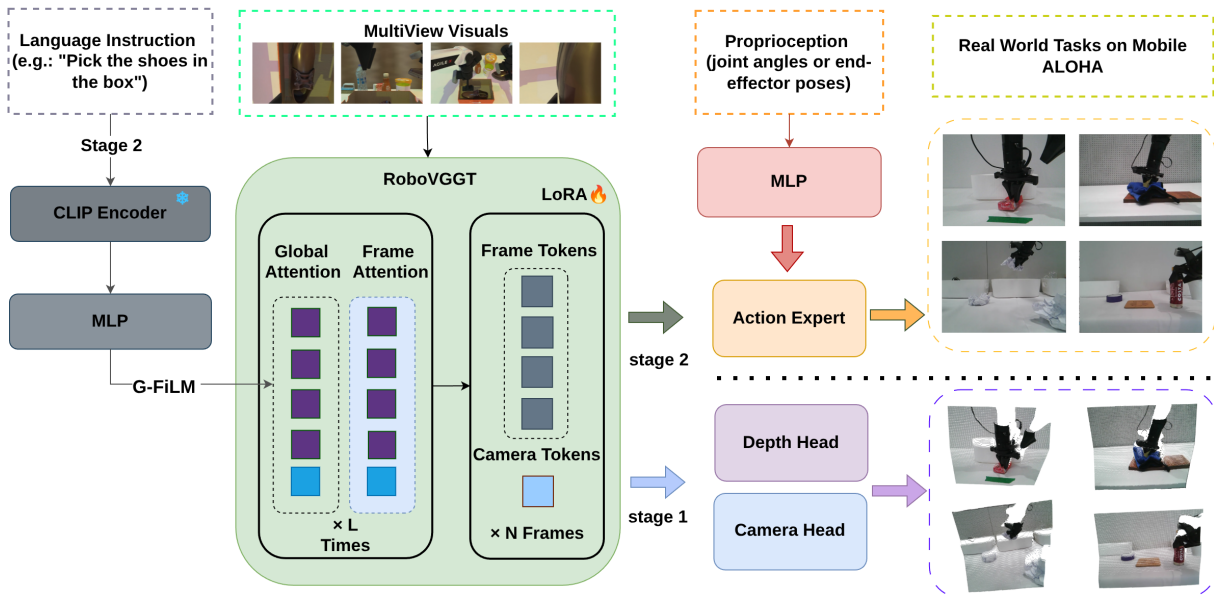 Language Instruction
(e.g.: "Pick the shoes in
the box")
MultiView Visuals
Proprioception
(joint angles or end-
effector poses)
Real World Tasks on Mobile
ALOHA
Stage 2
CLIP Encoder
MLP
G-FiLM
RoboVGGT
LoRA
Global
Attention
Frame
Attention
× L
Times
Frame Tokens
Camera Tokens
× N Frames
stage 2
stage 1
MLP
Action Expert
Depth Head
Camera Head